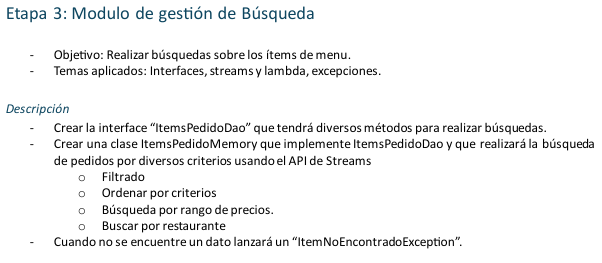 Etapa 3: Modulo de gestión de Búsqueda
- Objetivo: Realizar búsquedas sobre los ítems de menu.
- Temas aplicados: Interfaces, streams y lambda, excepciones.
Descripción
- Crear la interface “ItemsPedidoDao” que tendrá diversos métodos para realizar búsquedas.
- Crear una clase ItemsPedidoMemory que implemente ItemsPedidoDao y que realizará la búsqueda
de pedidos por diversos criterios usando el API de Streams
o Filtrado
o Ordenar por criterios
o Búsqueda por rango de precios.
o Buscar por restaurante
- Cuando no se encuentre un dato lanzará un “ItemNoEncontradoException”.